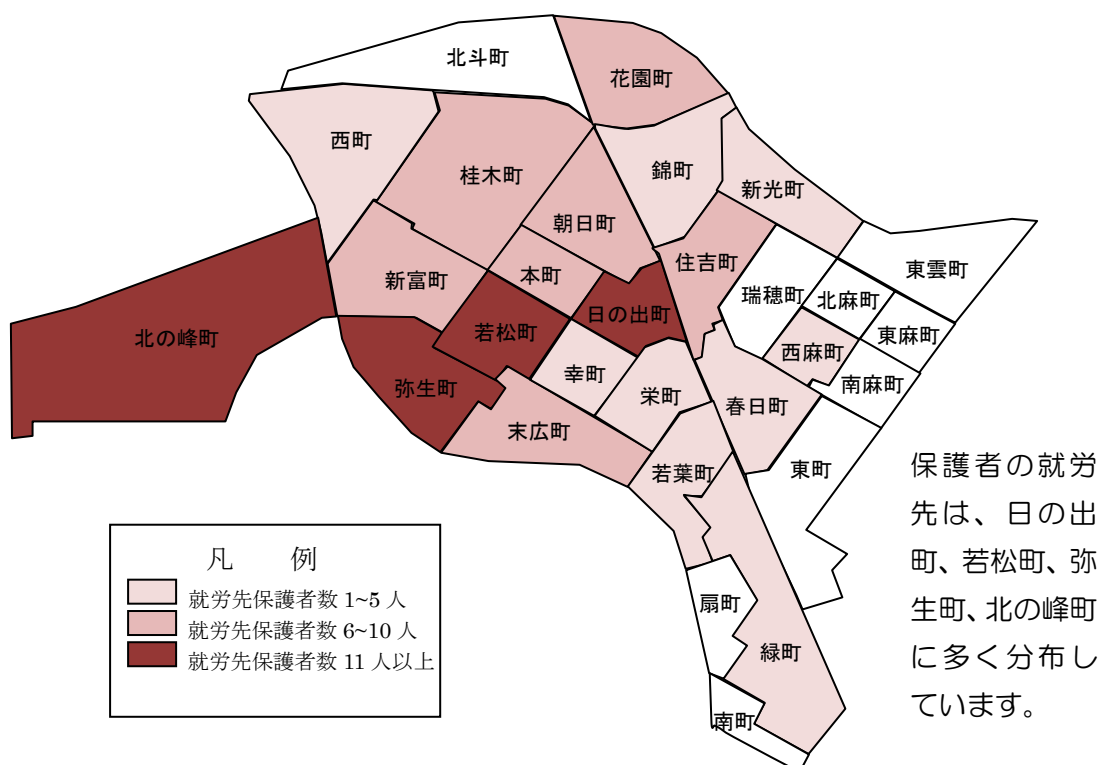 北斗町
花園町
西町
桂木町
錦町
新光町
朝日町
住吉町
東雲町
新富町
本町
瑞穂町
北麻町
北の峰町
若松町
日の出町
東麻町
西麻町
弥生町
幸町
栄町
春日町
南麻町
末広町
若葉町
東町
扇町
緑町
南町
凡　例
就労先保護者数 1~5 人
就労先保護者数 6~10 人
就労先保護者数 11 人以上
保護者の就労
先は、日の出
町、若松町、弥
生町、北の峰町
に多く分布し
ています。